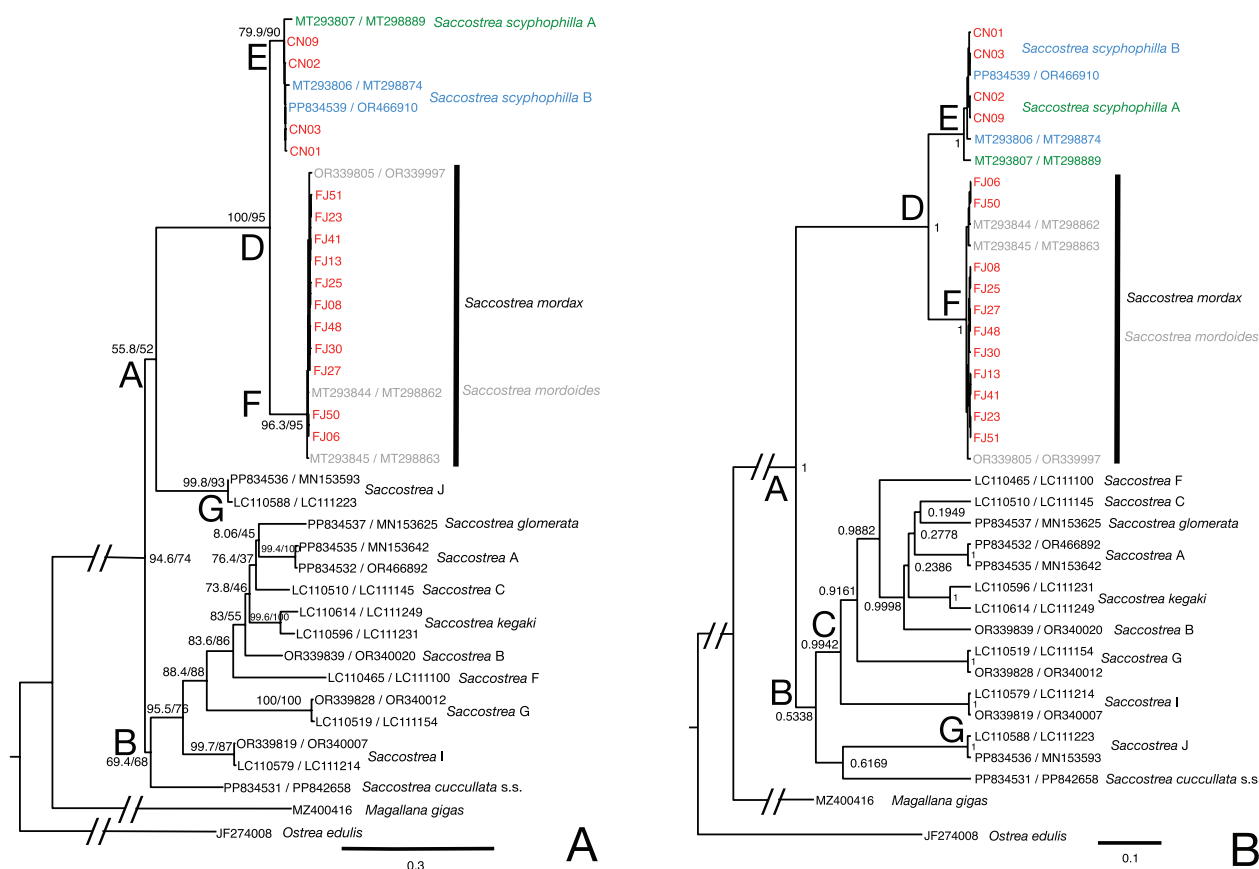 MT293807 / MT298889 Saccostrea scyphophilla A
79.9/90
CN09
E
CN02
MT293806 / MT298874
Saccostrea scyphophilla B
PP834539 / OR466910
CN03
CN01
OR339805 / OR339997
FJ51
100/95
FJ23
D
FJ41
FJ13
FJ25
FJ08
Saccostrea mordax
FJ48
FJ30
55.8/52
FJ27
A
MT293844 / MT298862
Saccostrea mordoides
F
FJ50
96.3/95
FJ06
MT293845 / MT298863
99.8/93
PP834536 / MN153593
Saccostrea J
G
LC110588 / LC111223
PP834537 / MN153625 Saccostrea glomerata
8.06/45
99.4/100
PP834535 / MN153642
Saccostrea A
94.6/74
76.4/37
PP834532 / OR466892
73.8/46
LC110510 / LC111145 Saccostrea C
99.6/100
LC110614 / LC111249
Saccostrea kegaki
83/55
LC110596 / LC111231
83.6/86
OR339839 / OR340020 Saccostrea B
88.4/88
LC110465 / LC111100 Saccostrea F
100/100
OR339828 / OR340012
Saccostrea G
95.5/76
LC110519 / LC111154
B
99.7/87
OR339819 / OR340007
Saccostrea I
69.4/68
LC110579 / LC111214
PP834531 / PP842658 Saccostrea cuccullata s.s.
MZ400416 Magallana gigas
JF274008 Ostrea edulis
0.3
A
CN01
CN03
Saccostrea scyphophilla B
PP834539 / OR466910
CN02
Saccostrea scyphophilla A
E
CN09
1
MT293806 / MT298874
MT293807 / MT298889
FJ06
D
FJ50
1
MT293844 / MT298862
MT293845 / MT298863
FJ08
FJ25
Saccostrea mordax
F
FJ27
1
FJ48
Saccostrea mordoides
FJ30
FJ13
FJ41
FJ23
FJ51
OR339805 / OR339997
A
1
LC110465 / LC111100 Saccostrea F
LC110510 / LC111145 Saccostrea C
0.1949
PP834537 / MN153625 Saccostrea glomerata
0.9882
0.2778
PP834532 / OR466892
1
Saccostrea A
0.2386
PP834535 / MN153642
0.9161
LC110596 / LC111231
1
Saccostrea kegaki
0.9998
LC110614 / LC111249
C
OR339839 / OR340020 Saccostrea B
0.9942
LC110519 / LC111154
1
Saccostrea G
OR339828 / OR340012
B
LC110579 / LC111214
1
Saccostrea I
0.5338
OR339819 / OR340007
G
LC110588 / LC111223
1
Saccostrea J
0.6169
PP834536 / MN153593
PP834531 / PP842658 Saccostrea cuccullata s.s
MZ400416 Magallana gigas
JF274008 Ostrea edulis
0.1
B